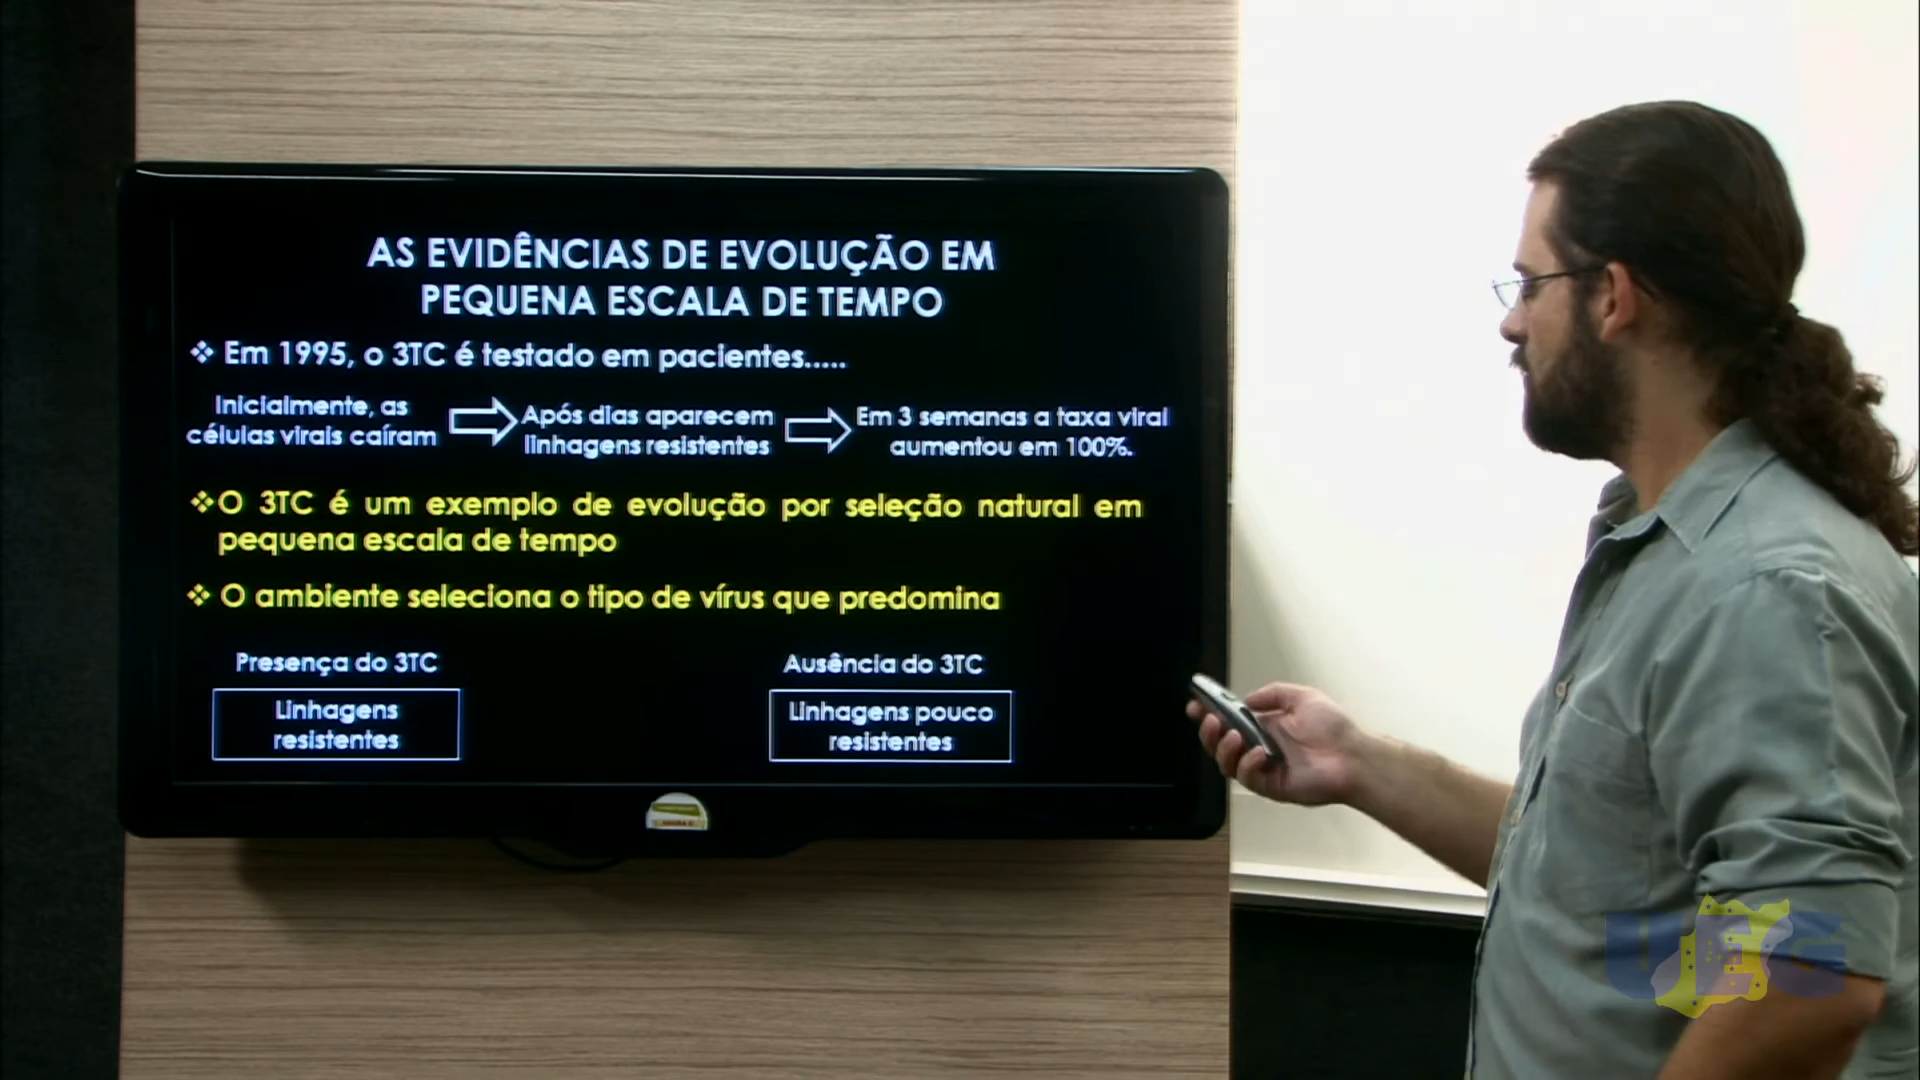 AS EVIDÊNCIAS DE EVOLUÇÃO EM
PEQUENA ESCALA DE TEMPO
❖ Em 1995, o 3TC é testado em pacientes.....
Inicialmente, as
células virais caíram
Após dias aparecem
linhagens resistentes
Em 3 semanas a taxa viral
aumentou em 100%.
❖O 3TC é um exemplo de evolução por seleção natural em
pequena escala de tempo
❖ O ambiente seleciona o tipo de vírus que predomina
Presença do 3TC
Linhagens
resistentes
Ausência do 3TC
Linhagens pouco
resistentes
UEG